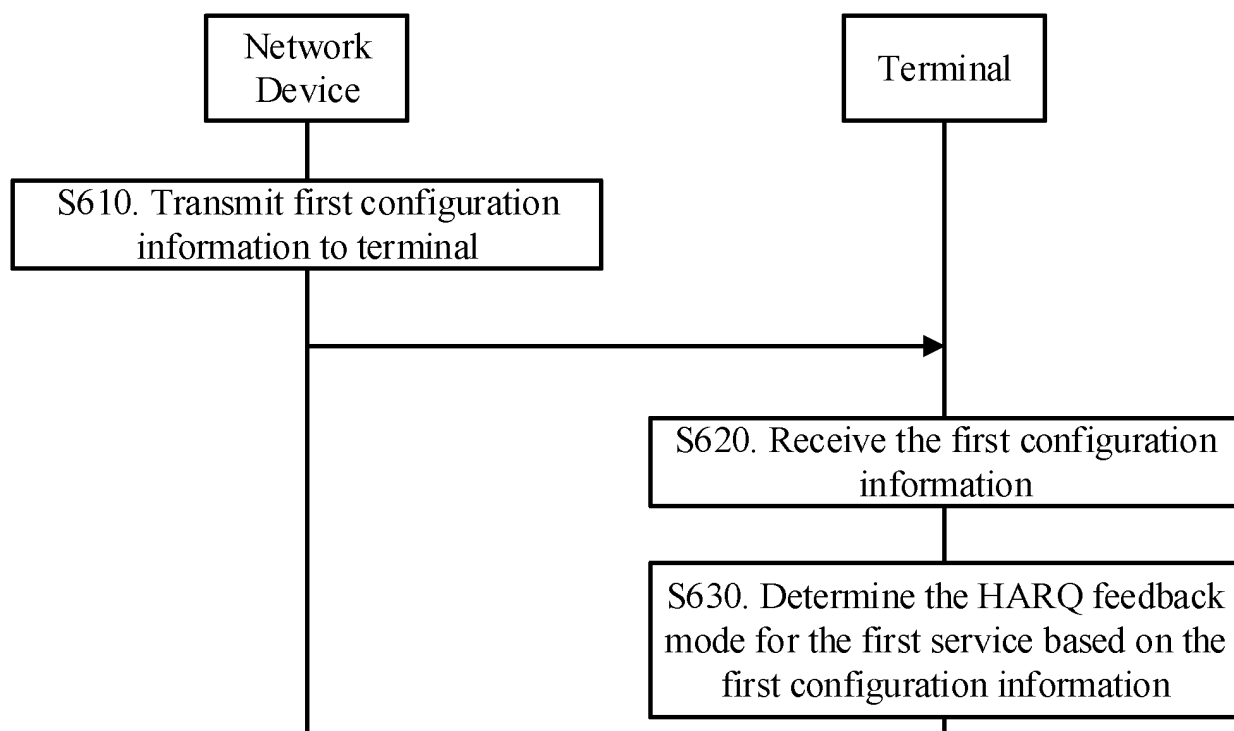 Network
Device
Terminal
S610. Transmit first configuration
information to terminal
S620. Receive the first configuration
information
S630. Determine the HARQ feedback
mode for the first service based on the
first configuration information